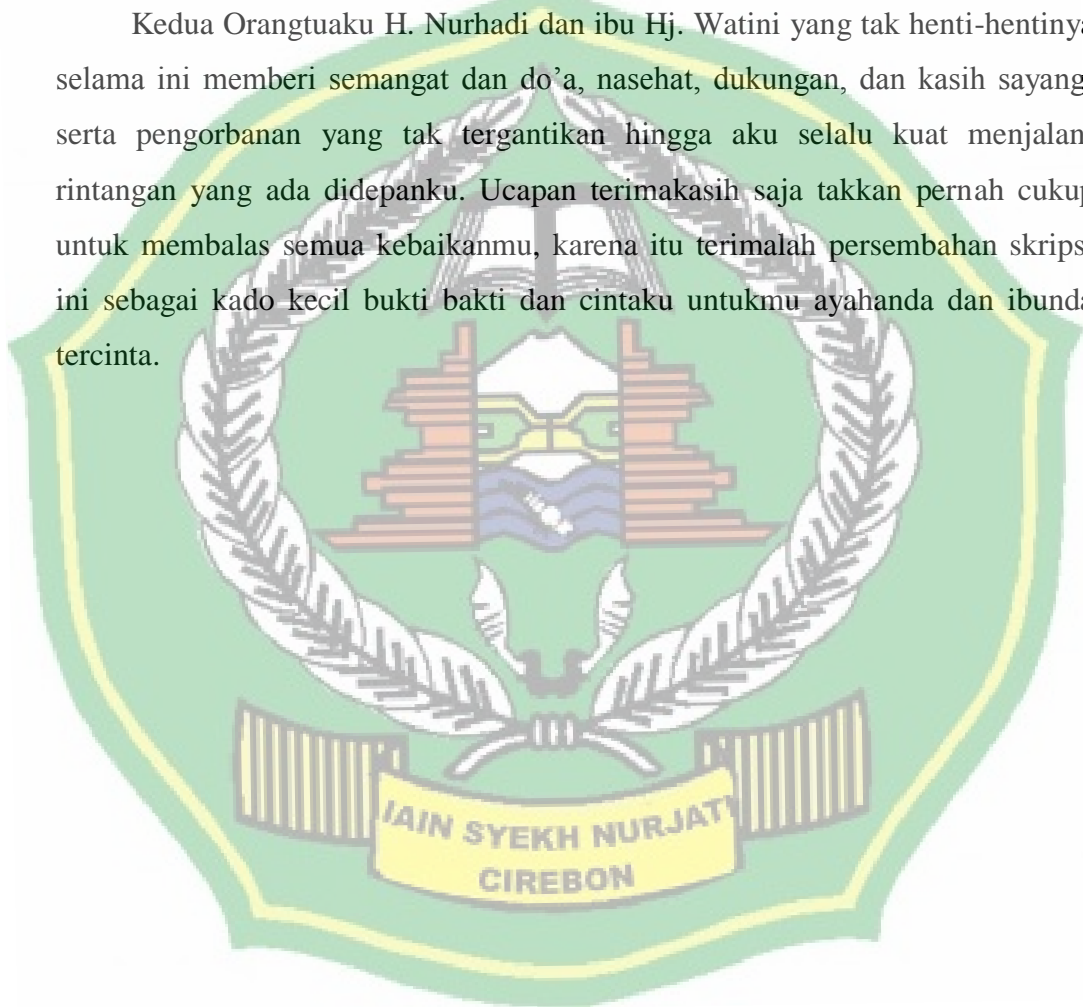 Kedua Orangtuaku H. Nurhadi dan ibu Hj. Watini yang tak henti-hentinya
selama ini memberi semangat dan do’a, nasehat, dukungan, dan kasih sayang
serta pengorbanan yang tak tergantikan hingga aku selalu kuat menjalan
rintangan yang ada didepanku. Ucapan terimakasih saja takkan pernah cukup
untuk membalas semua kebaikanmu, karena itu terimalah persembahan skrips
ini sebagai kado kecil bukti bakti dan cintaku untukmu ayahanda dan ibunda
tercinta.
IAIN SYEKH NURJATI
CIREBON